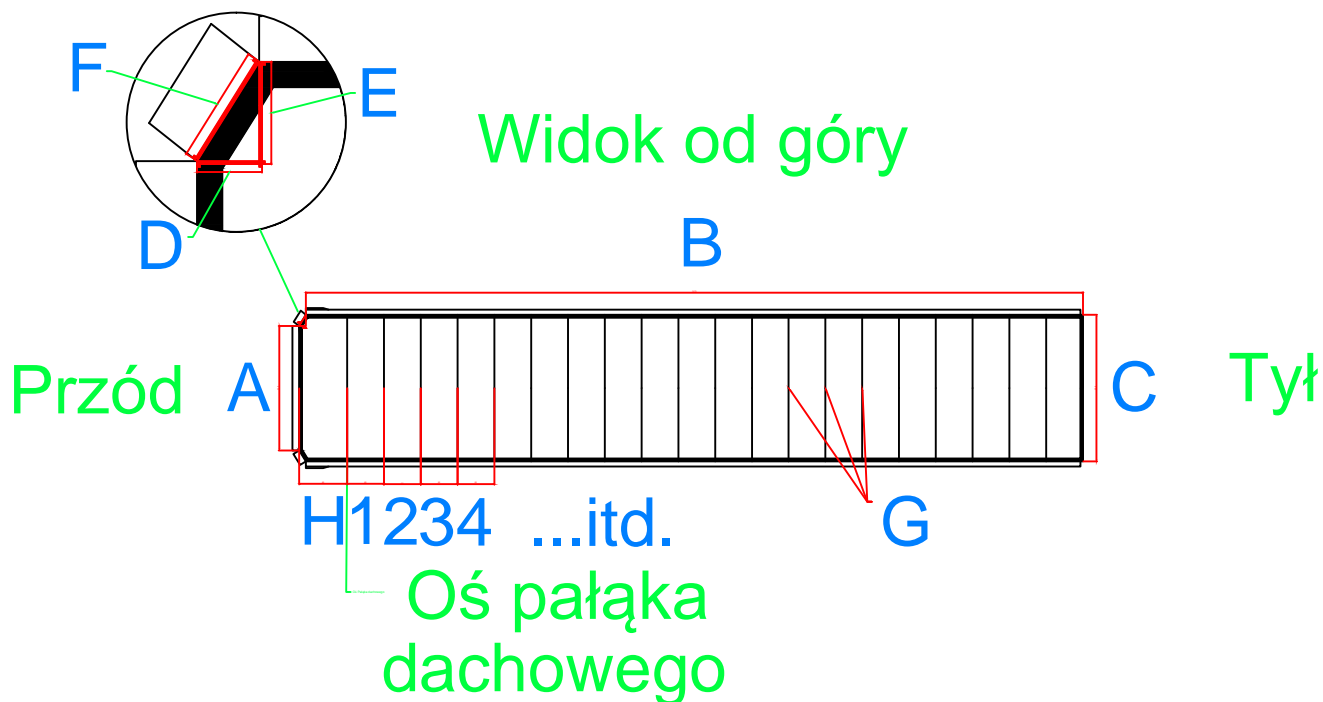 F
E
Widok od góry
D
B
Przód
A
C
Tył
H1234 ...itd.
G
Oś pałąka
dachowego